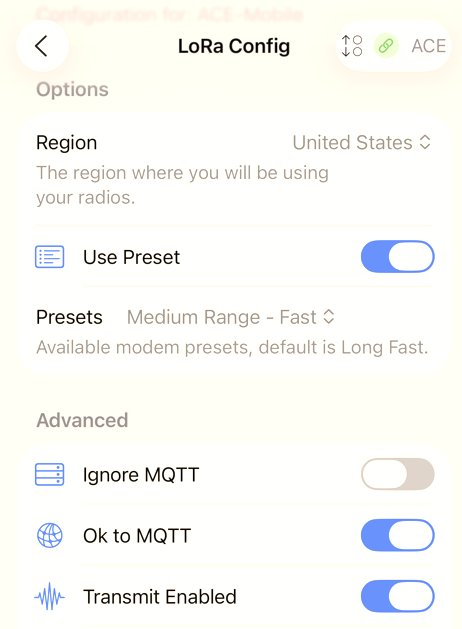 Configuration for: ACE-Mobile
LoRa Config
ACE
Options
Region United States
The region where you will be using
your radios.
Use Preset
Presets Medium Range - Fast
Available modem presets, default is Long Fast.
Advanced
Ignore MQTT
Ok to MQTT
Transmit Enabled